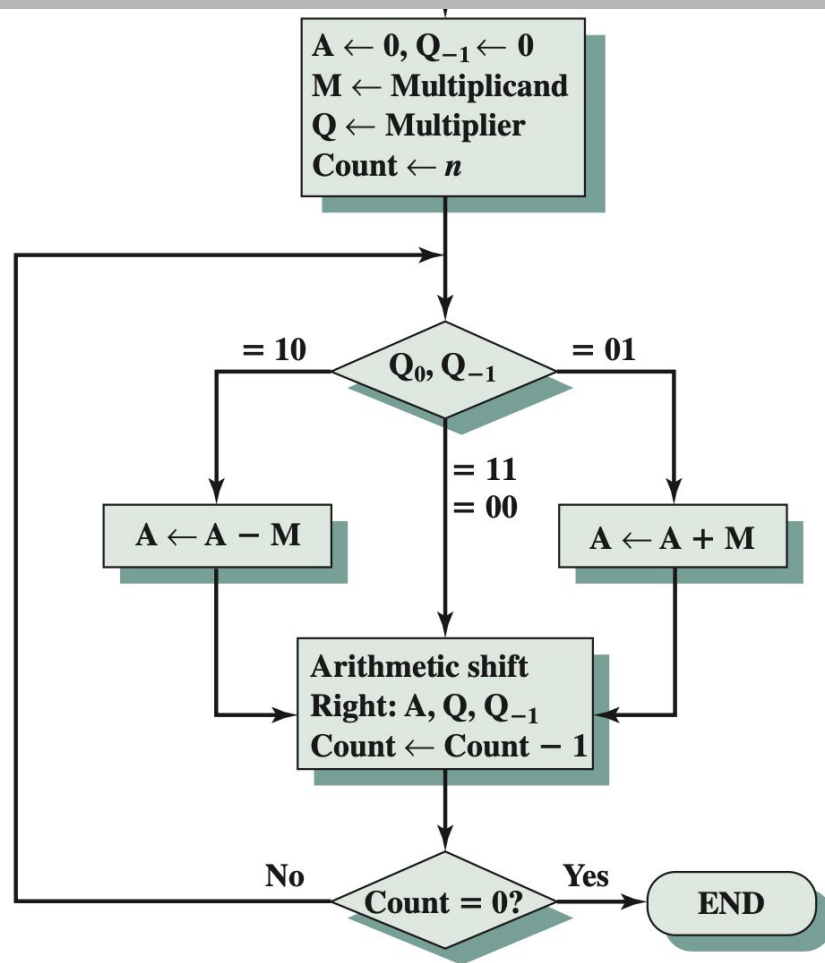 A ← 0, Q₋₁ ← 0
M ← Multiplicand
Q ← Multiplier
Count ← n
= 10
Q₀, Q₋₁
= 01
= 11
= 00
A ← A − M
A ← A + M
Arithmetic shift
Right: A, Q, Q₋₁
Count ← Count − 1
No
Count = 0?
Yes
END